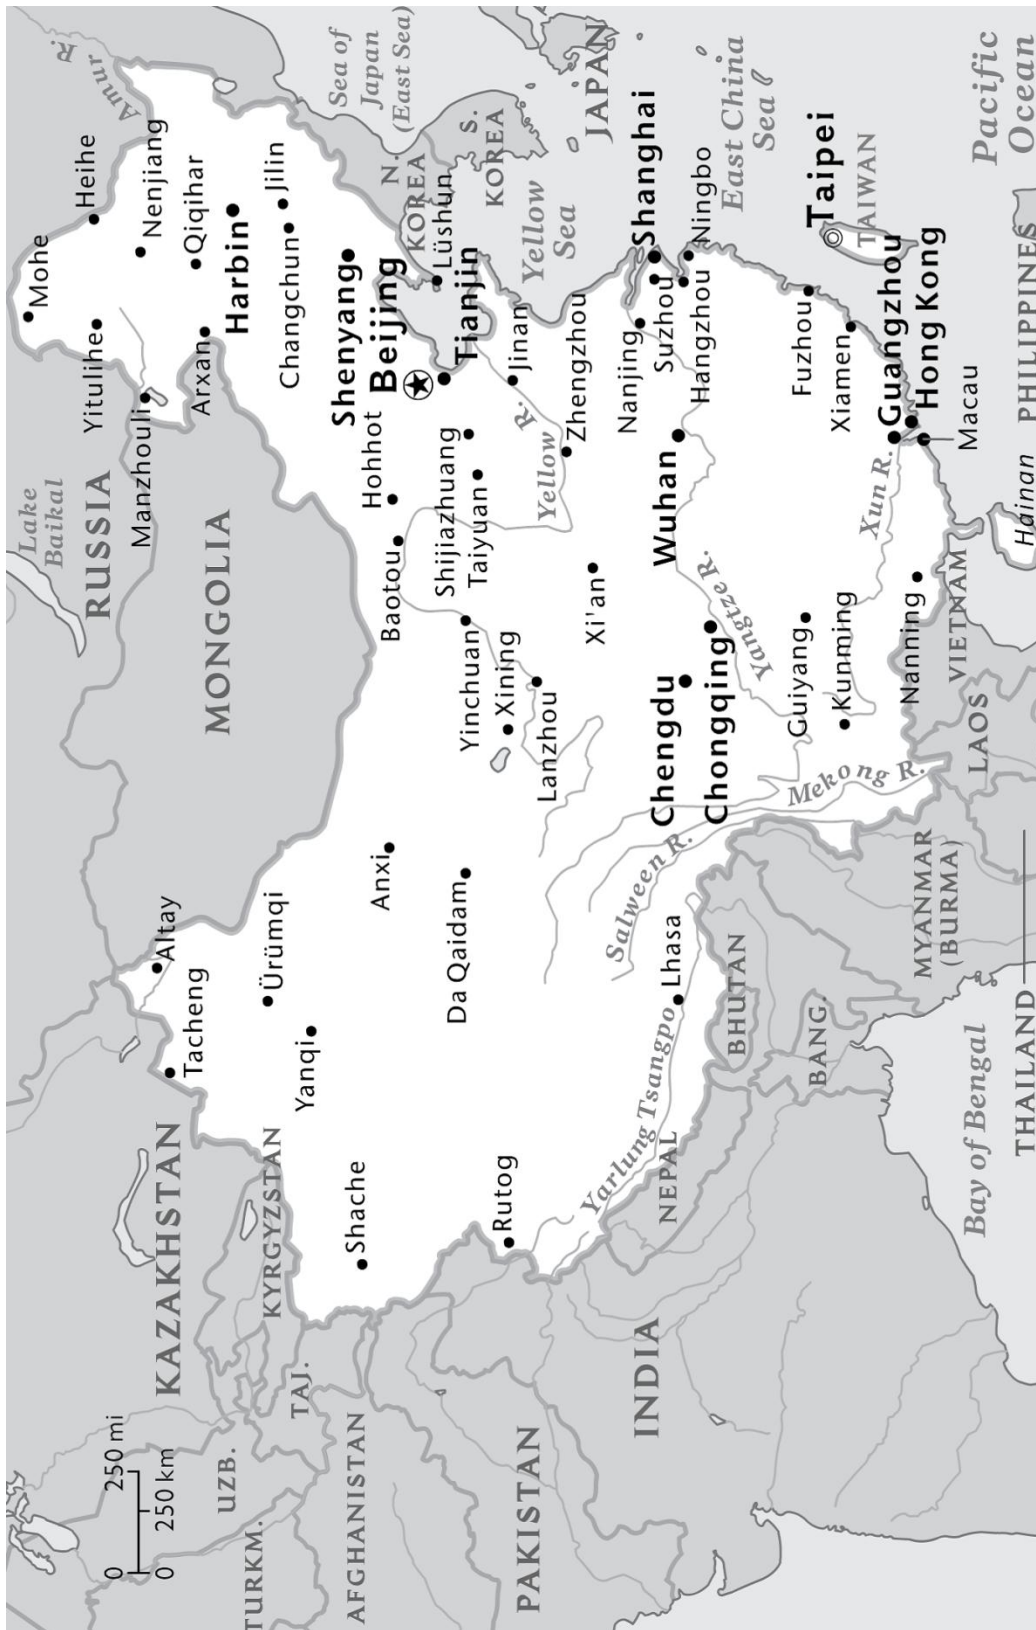 0
250 mi
0
250 km
Lake
Baikal
RUSSIA
MONGOLIA
KAZAKHSTAN
KYRGYZSTAN
UZB.
TURKM.
TAJ.
AFGHANISTAN
PAKISTAN
INDIA
NEPAL
BHUTAN
BANG.
MYANMAR
(BURMA)
THAILAND
LAOS
VIETNAM
Hainan
PHILIPPINES
TAIWAN
JAPAN
N.
KOREA
S.
KOREA
Sea of
Japan
(East Sea)
Yellow
Sea
East China
Sea
Pacific
Ocean
Bay of Bengal
Amur
R.
Yellow
R.
Yangtze R.
Xun R.
Mekong R.
Salween R.
Yarlung Tsangpo
Mohe
Heihe
Yitulihe
Nenjiang
Manzhouli
Qiqihar
Arxan
Harbin
Jilin
Changchun
Shenyang
Beijing
Lüshun
Tianjin
Hohhot
Baotou
Shijiazhuang
Taiyuan
Jinan
Zhengzhou
Yinchuan
Xining
Lanzhou
Xi'an
Nanjing
Suzhou
Shanghai
Hangzhou
Ningbo
Wuhan
Chengdu
Chongqing
Fuzhou
Xiamen
Taipei
Guangzhou
Hong Kong
Macau
Guiyang
Kunming
Nanning
Altay
Tacheng
Ürümqi
Yanqi
Anxi
Da Qaidam
Shache
Rutog
Lhasa